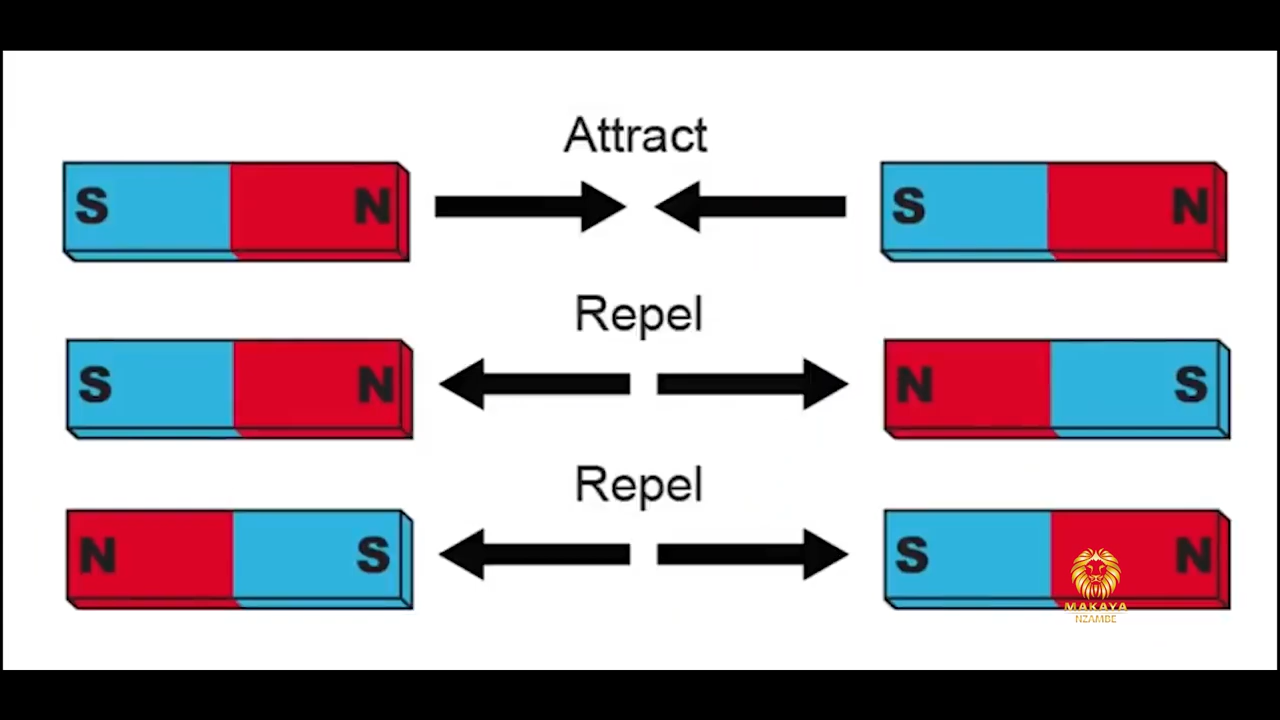 Attract
S N S N
Repel
S N N S
Repel
N S S N
MAKAYA
NZAMBE